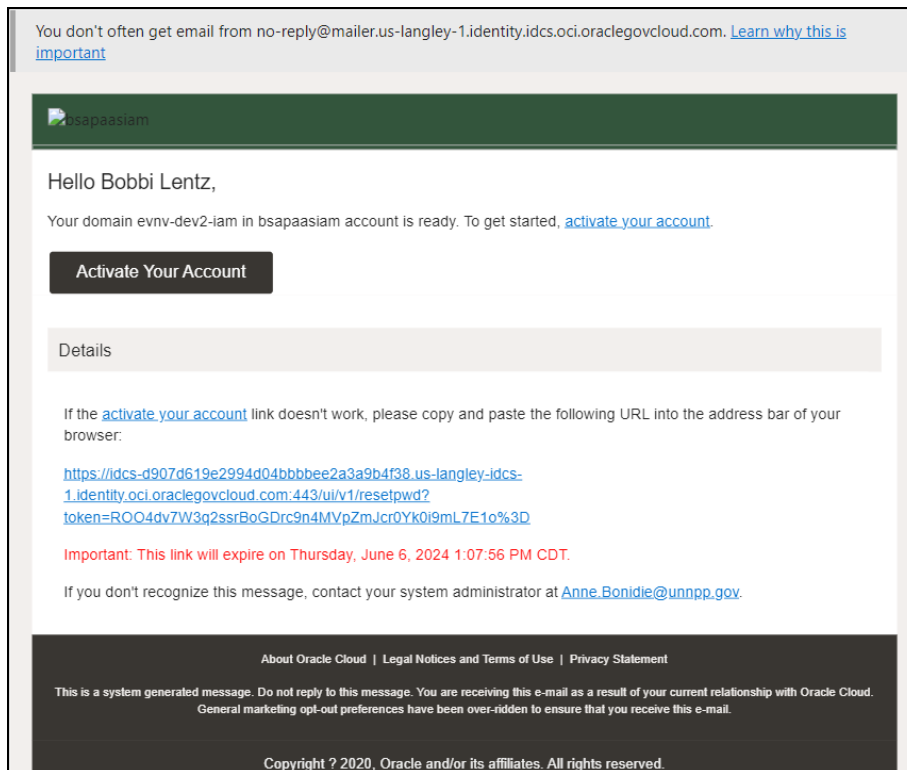 You don't often get email from no-reply@mailer.us-langley-1.identity.idcs.oci.oraclegovcloud.com. Learn why this is
important
bsapaasiam
Hello Bobbi Lentz,
Your domain evnv-dev2-iam in bsapaasiam account is ready. To get started, activate your account.
Activate Your Account
Details
If the activate your account link doesn't work, please copy and paste the following URL into the address bar of your
browser:
https://idcs-d907d619e2994d04bbbbee2a3a9b4f38.us-langley-idcs-
1.identity.oci.oraclegovcloud.com:443/ui/v1/resetpwd?
token=ROO4dv7W3q2ssrBoGDrc9n4MVpZmJcr0Yk0i9mL7E1o%3D
Important: This link will expire on Thursday, June 6, 2024 1:07:56 PM CDT.
If you don't recognize this message, contact your system administrator at Anne.Bonidie@unnpp.gov.
About Oracle Cloud | Legal Notices and Terms of Use | Privacy Statement
This is a system generated message. Do not reply to this message. You are receiving this e-mail as a result of your current relationship with Oracle Cloud.
General marketing opt-out preferences have been over-ridden to ensure that you receive this e-mail.
Copyright ? 2020, Oracle and/or its affiliates. All rights reserved.